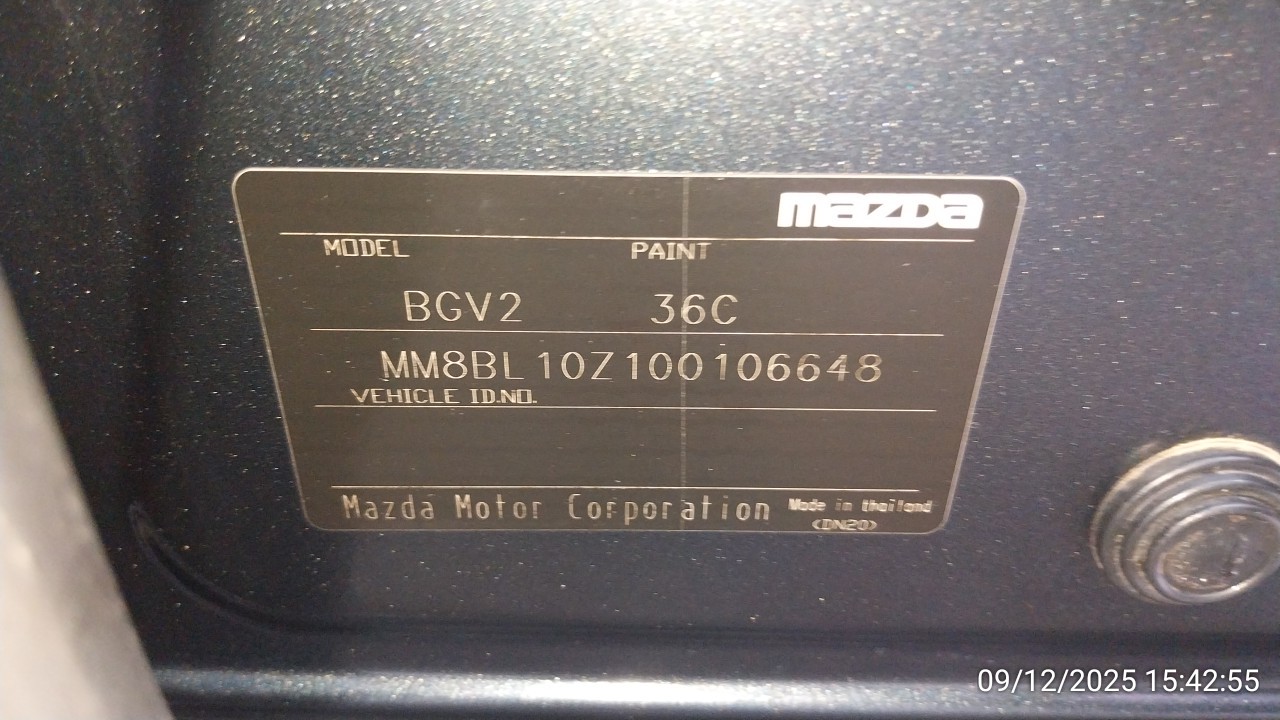 mazda
MODEL PAINT
BGV2 36C
MM8BL10Z100106648
VEHICLE ID.NO.
Mazda Motor Corporation Made in thailand
<DN20>
09/12/2025 15:42:55